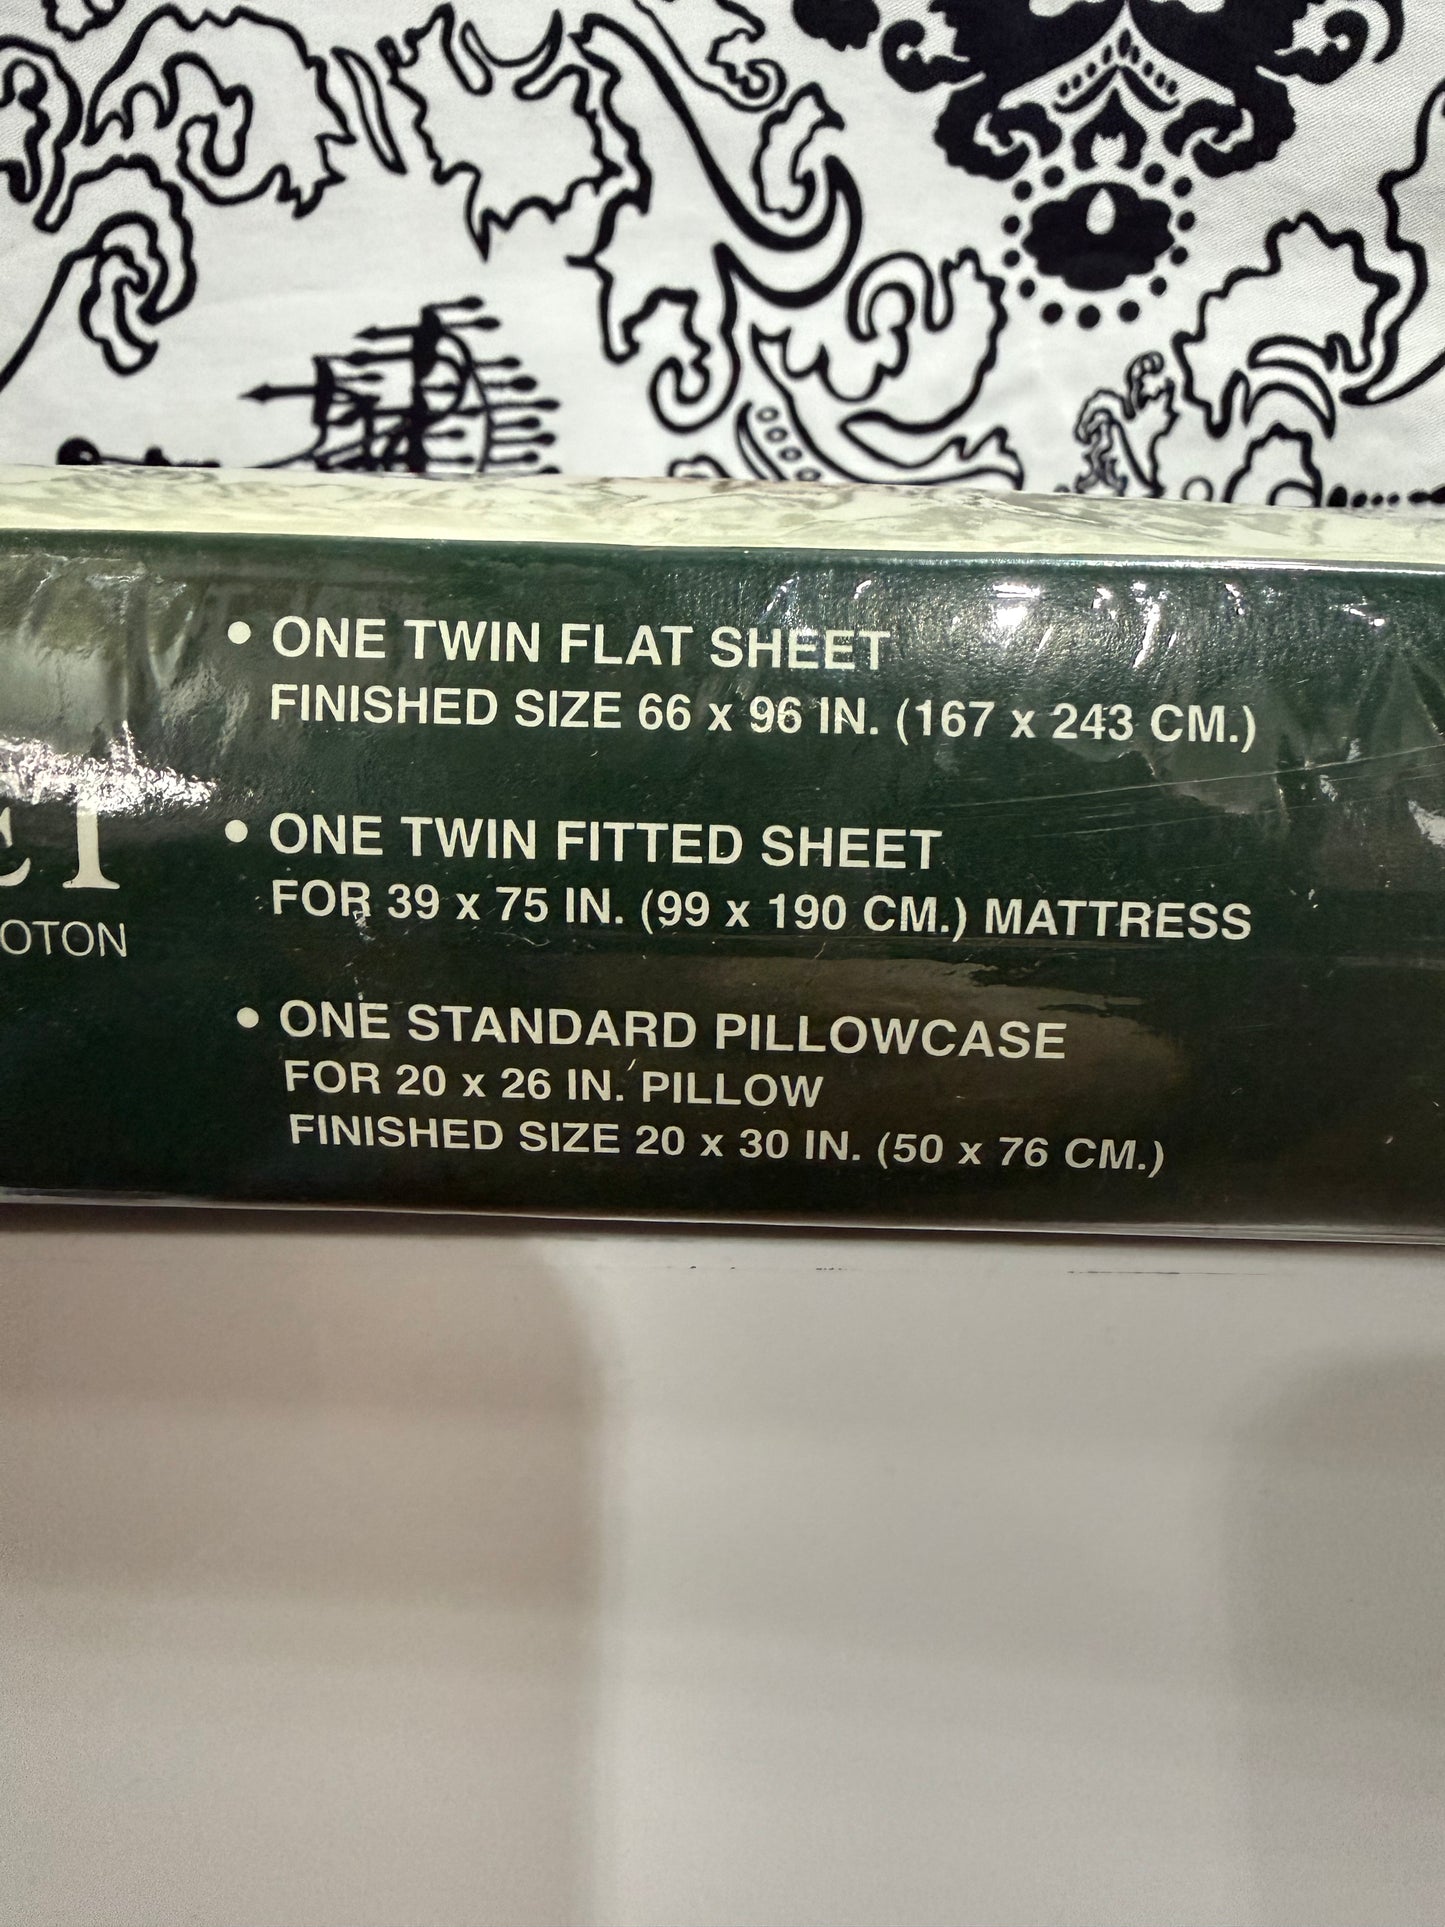 • ONE TWIN FLAT SHEET
FINISHED SIZE 66 x 96 IN. (167 x 243 CM.)
• ONE TWIN FITTED SHEET
FOR 39 x 75 IN. (99 x 190 CM.) MATTRESS
• ONE STANDARD PILLOWCASE
FOR 20 x 26 IN. PILLOW
FINISHED SIZE 20 x 30 IN. (50 x 76 CM.)
ET
OTON